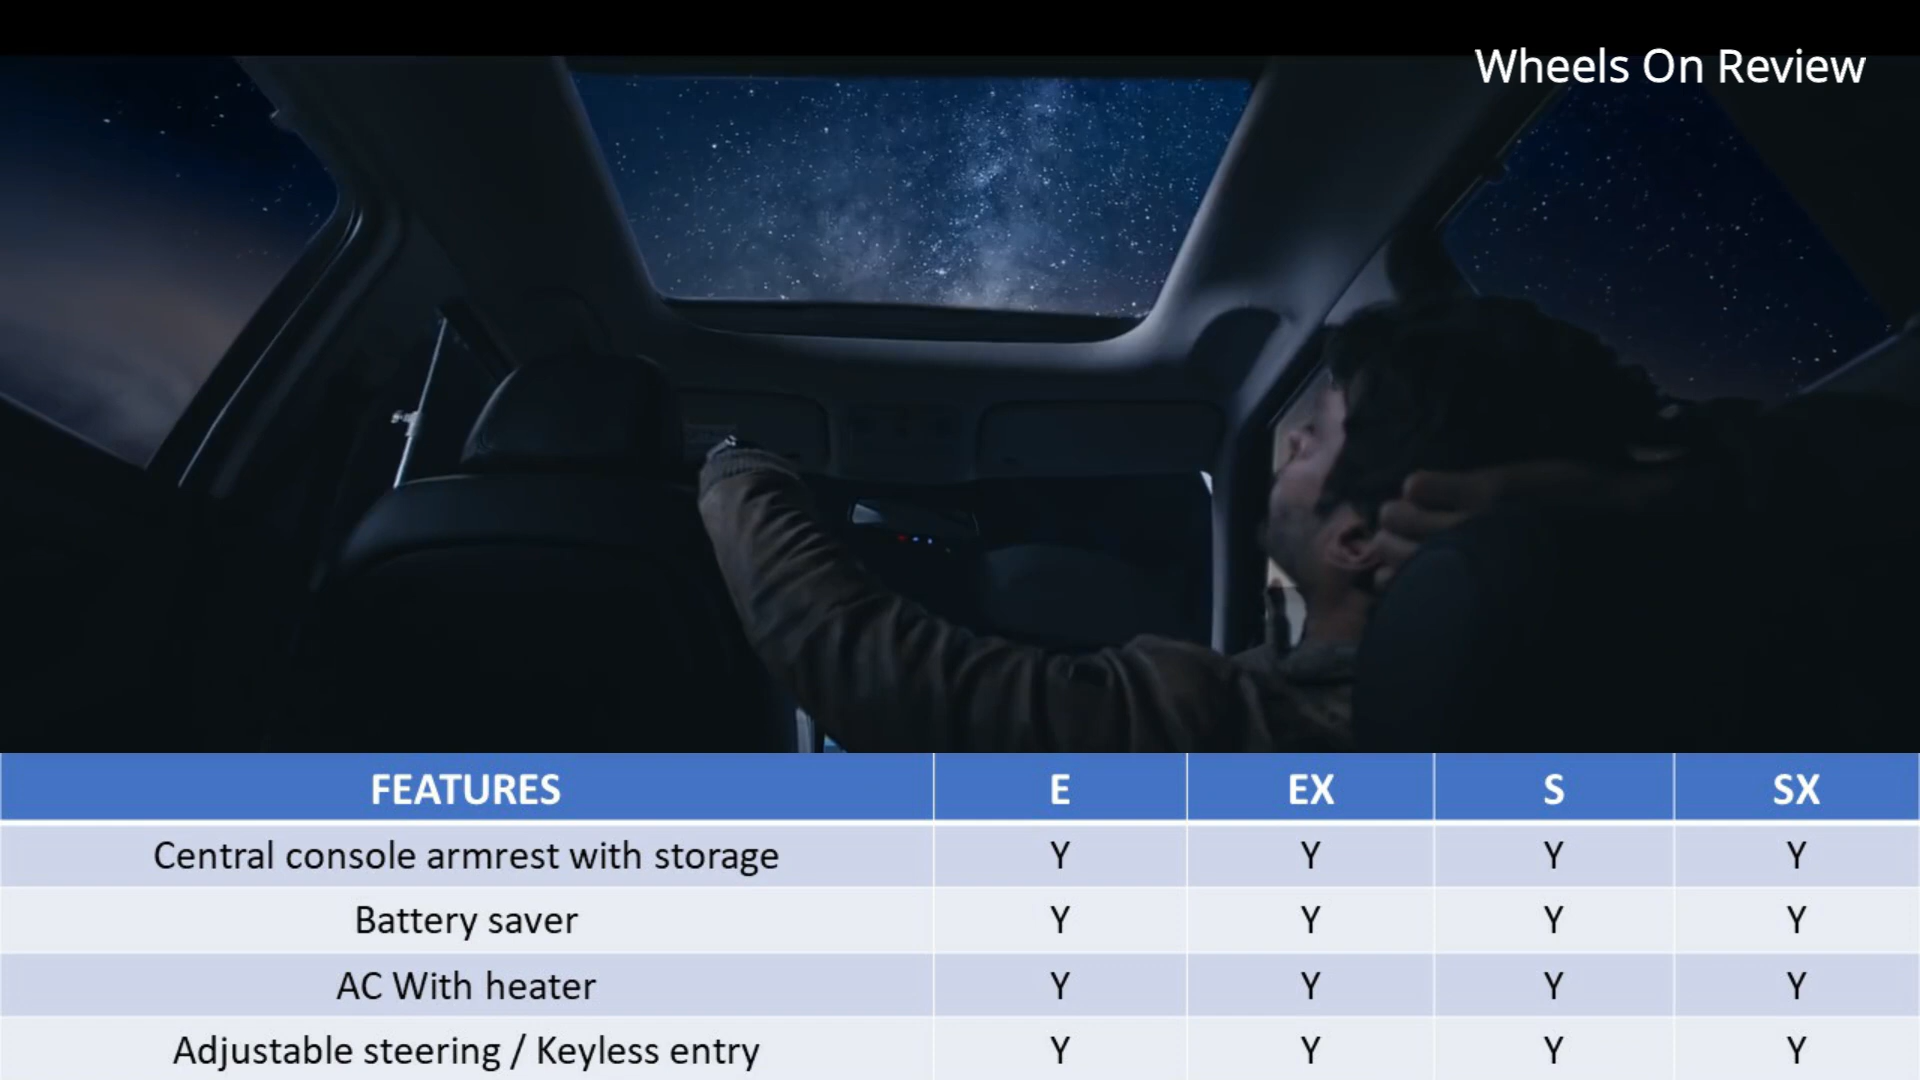 Wheels On Review
FEATURES E EX S SX
Central console armrest with storage Y Y Y Y
Battery saver Y Y Y Y
AC With heater Y Y Y Y
Adjustable steering / Keyless entry Y Y Y Y